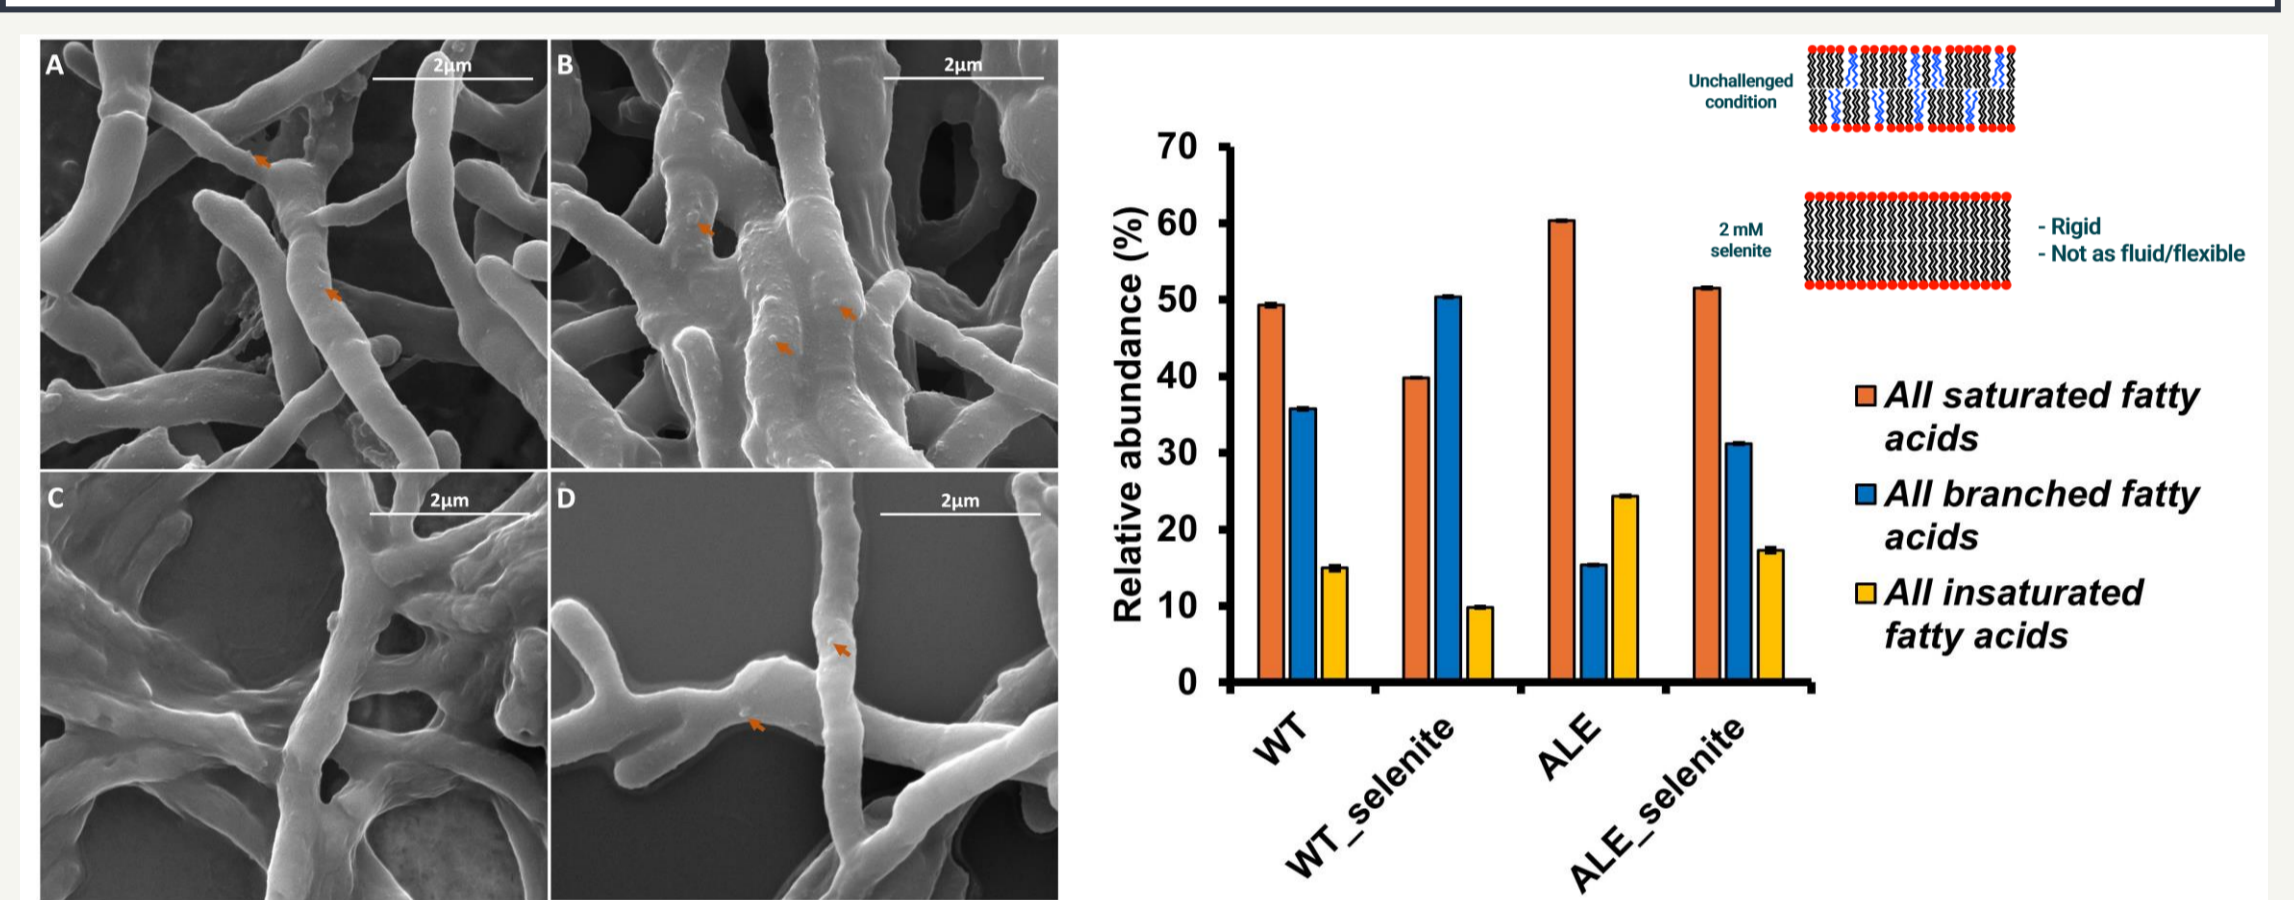 A
2µm
B
2µm
C
2µm
D
2µm
Unchallenged
condition
2 mM
selenite
- Rigid
- Not as fluid/flexible
Relative abundance (%)
70
60
50
40
30
20
10
0
WT
WT_selenite
ALE
ALE_selenite
All saturated fatty
acids
All branched fatty
acids
All insaturated
fatty acids